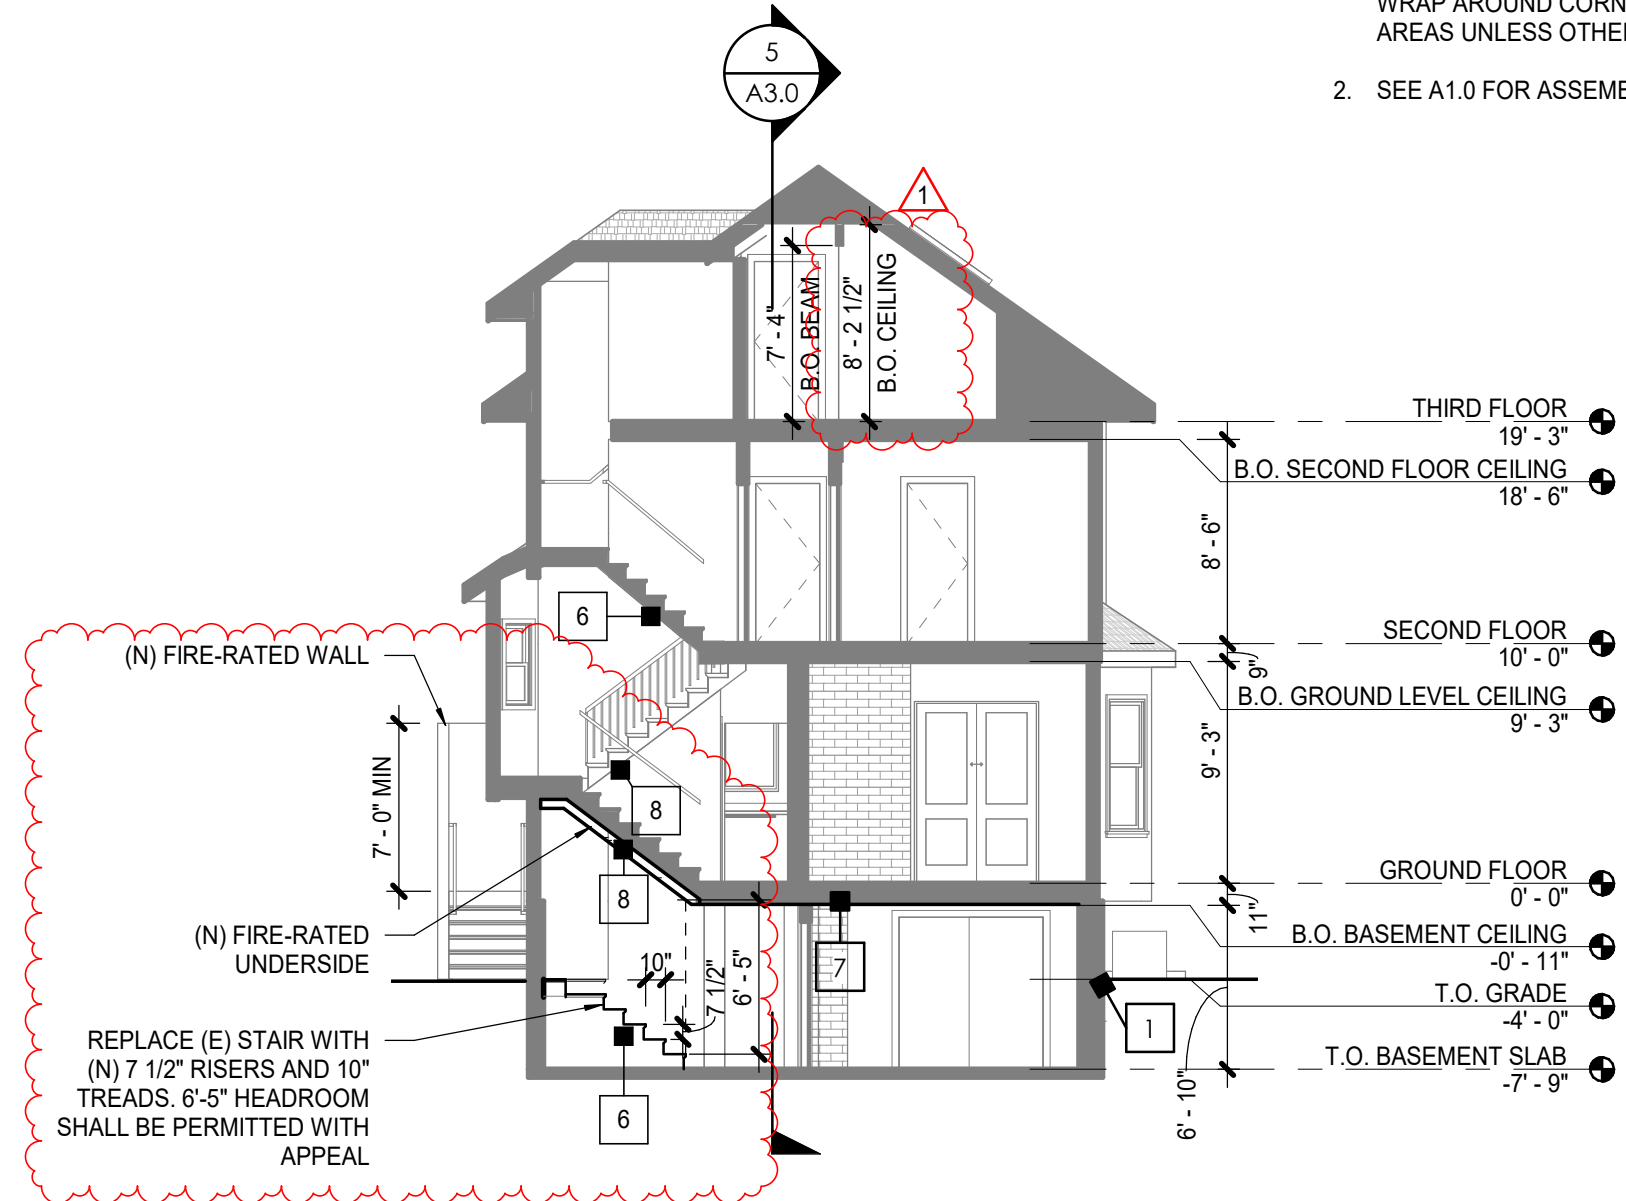 WRAP AROUND CORN
AREAS UNLESS OTHE
2. SEE A1.0 FOR ASSEMB
5
A3.0
1
7' - 4"
B.O. BEAM
8' - 2 1/2"
B.O. CEILING
THIRD FLOOR
19' - 3"
B.O. SECOND FLOOR CEILING
18' - 6"
8' - 6"
6
SECOND FLOOR
10' - 0"
9"
B.O. GROUND LEVEL CEILING
9' - 3"
9' - 3"
(N) FIRE-RATED WALL
7' - 0" MIN
8
8
GROUND FLOOR
0' - 0"
11"
B.O. BASEMENT CEILING
-0' - 11"
(N) FIRE-RATED
UNDERSIDE
10"
7 1/2"
6' - 5"
7
T.O. GRADE
-4' - 0"
1
REPLACE (E) STAIR WITH
(N) 7 1/2" RISERS AND 10"
TREADS. 6'-5" HEADROOM
SHALL BE PERMITTED WITH
APPEAL
6
T.O. BASEMENT SLAB
-7' - 9"
6' - 10"